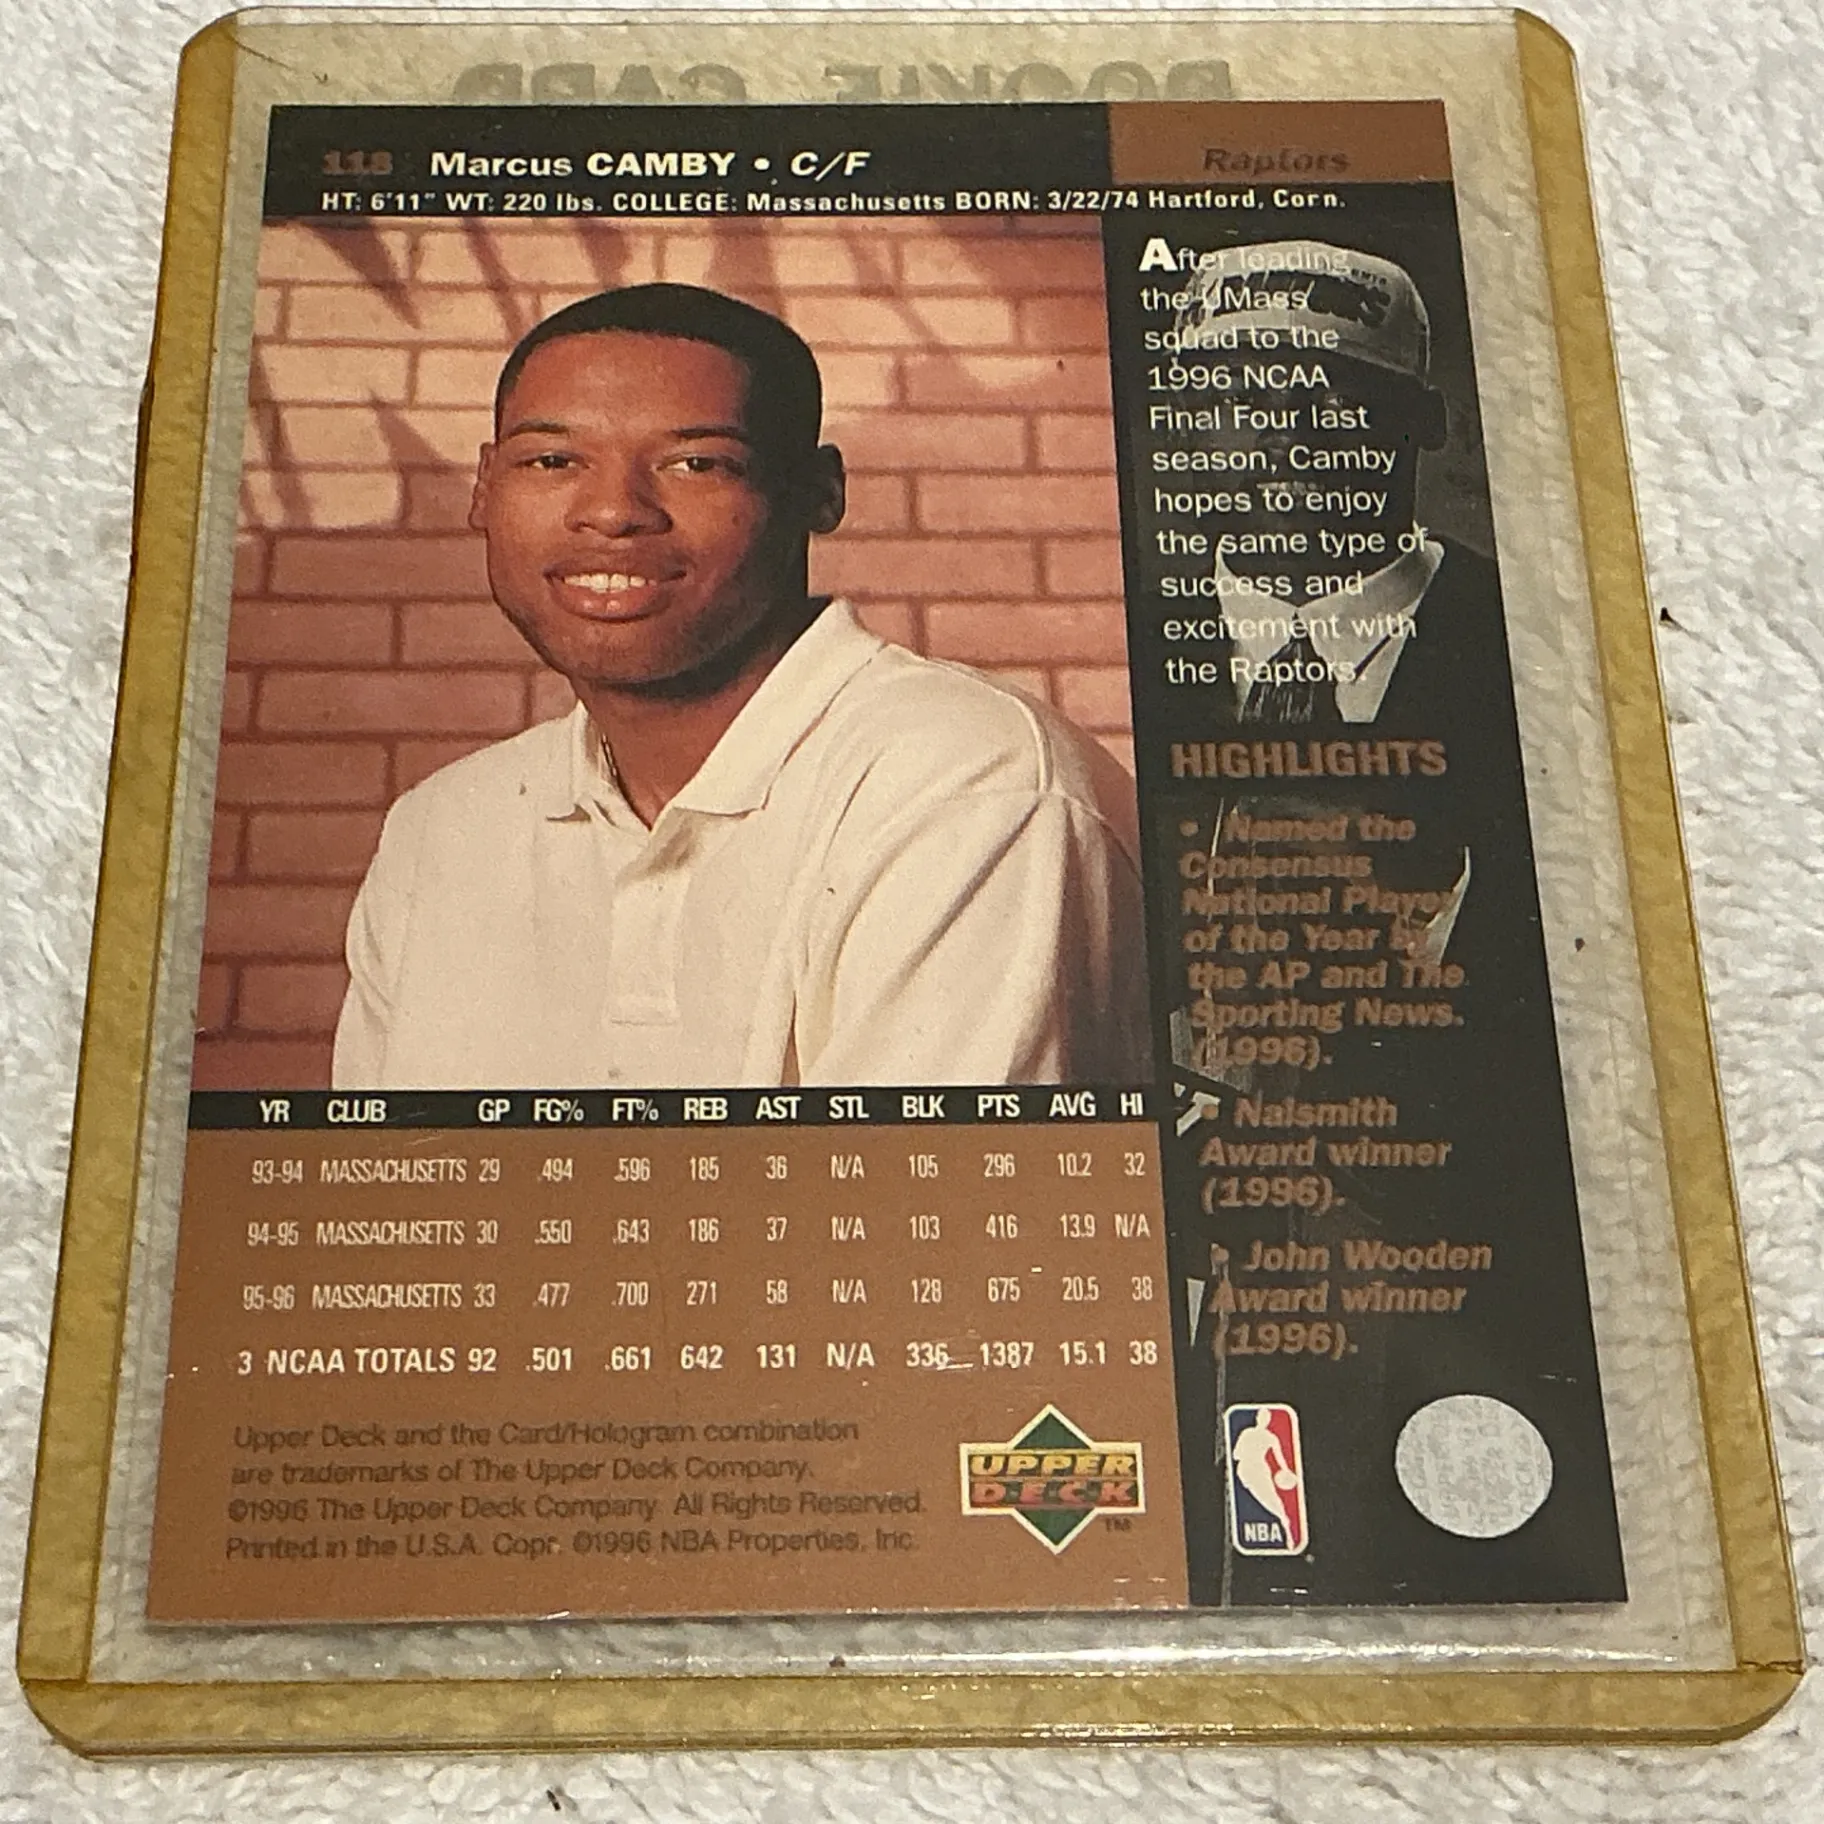 ROOKIE CARD
118 Marcus CAMBY • C/F
Raptors
HT: 6'11" WT: 220 lbs. COLLEGE: Massachusetts BORN: 3/22/74 Hartford, Conn.
After leading
the UMass
squad to the
1996 NCAA
Final Four last
season, Camby
hopes to enjoy
the same type of
success and
excitement with
the Raptors.
HIGHLIGHTS
• Named the
Consensus
National Player
of the Year by
the AP and The
Sporting News.
(1996).
• Naismith
Award winner
(1996).
• John Wooden
Award winner
(1996).
YR CLUB GP FG% FT% REB AST STL BLK PTS AVG HI
93-94 MASSACHUSETTS 29 .494 .596 185 36 N/A 105 296 10.2 32
94-95 MASSACHUSETTS 30 .550 .643 186 37 N/A 103 416 13.9 N/A
95-96 MASSACHUSETTS 33 .477 .700 271 58 N/A 128 675 20.5 38
3 NCAA TOTALS 92 .501 .661 642 131 N/A 336 1387 15.1 38
Upper Deck and the Card/Hologram combination
are trademarks of The Upper Deck Company.
©1996 The Upper Deck Company. All Rights Reserved.
Printed in the U.S.A. Copr. ©1996 NBA Properties, Inc.
UPPER
DECK
TM
NBA